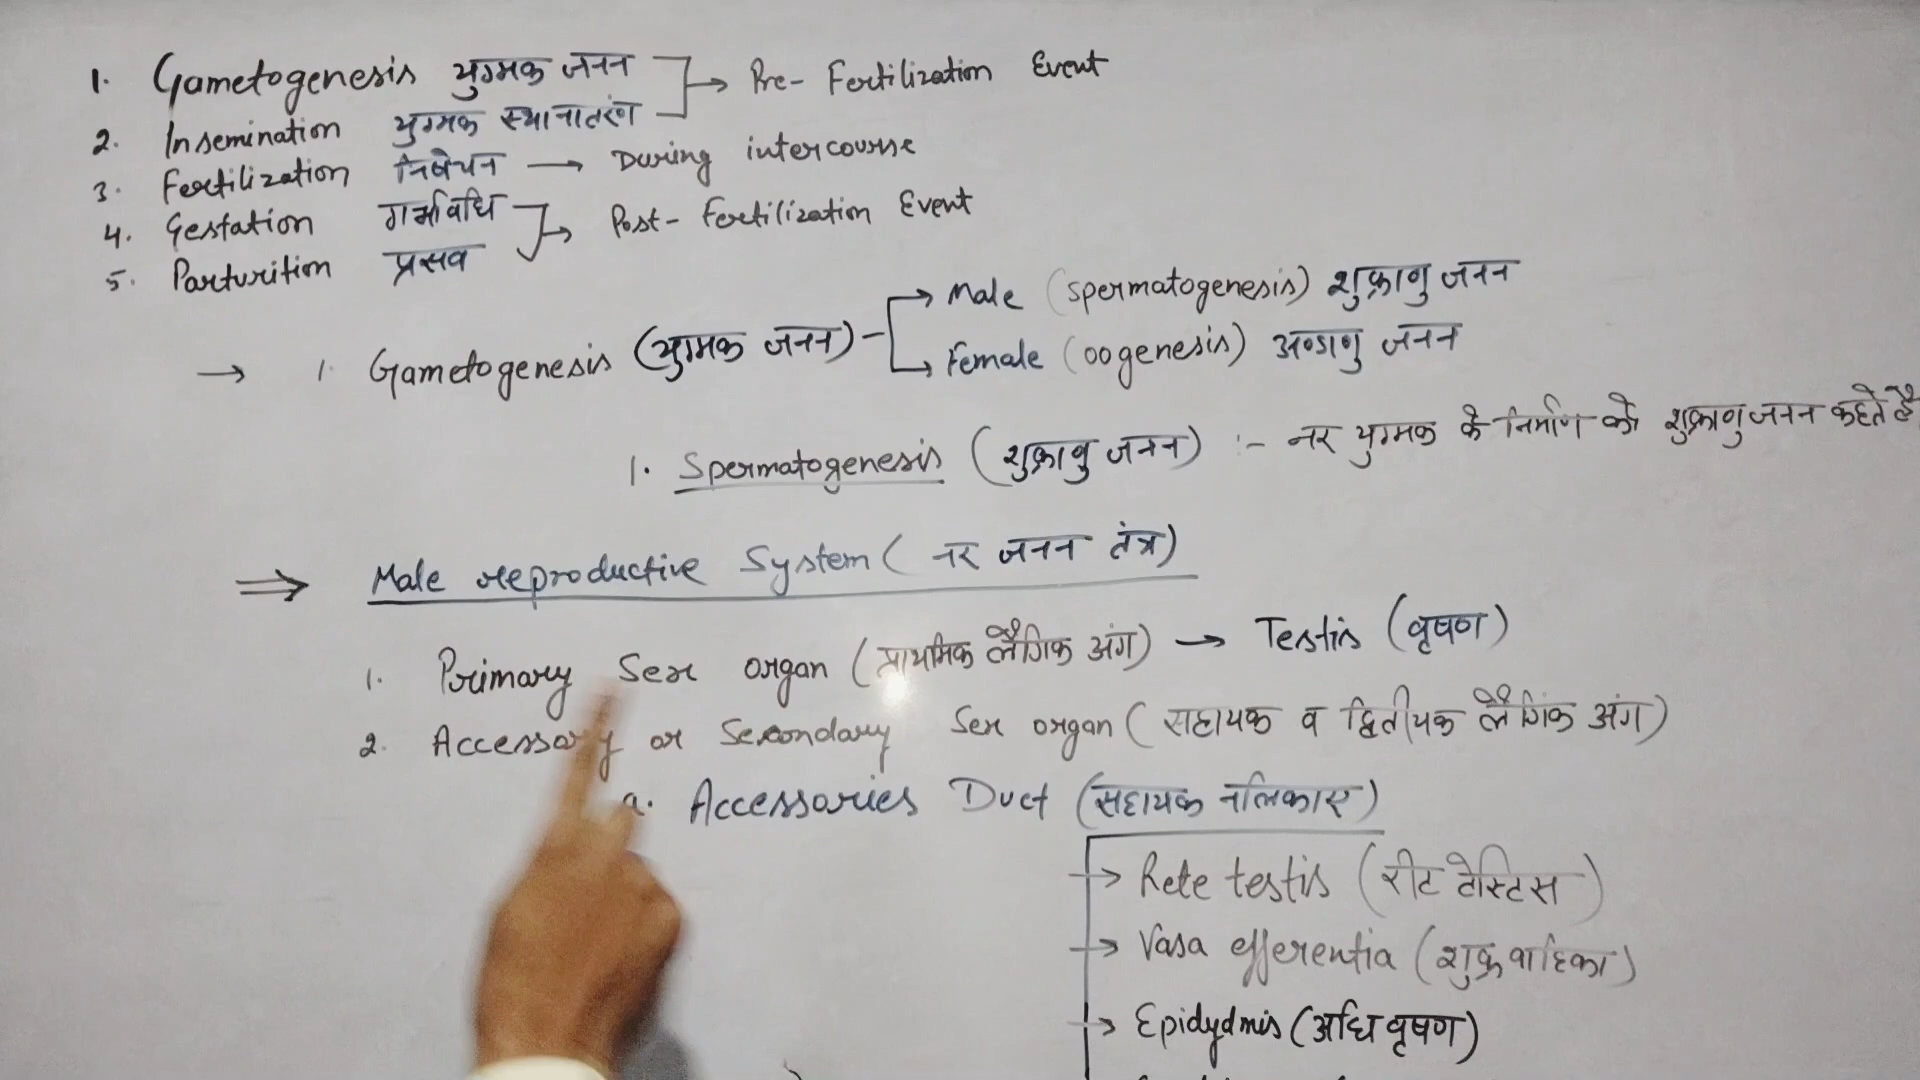 1. Gametogenesis युग्मक जनन → Pre-Fertilization Event
2. Insemination युग्मक स्थानातरंण
3. Fertilization निषेचन → During intercourse
4. Gestation गर्भावधि → Post-Fertilization Event
5. Parturition प्रसव
→ 1. Gametogenesis (युग्मक जनन) - → Male (spermatogenesis) शुक्राणु जनन
→ Female (oogenesis) अण्डाणु जनन
1. Spermatogenesis (शुक्राणु जनन) :- नर युग्मक के निर्माण को शुक्राणुजनन कहते है
⇒ Male reproductive System (नर जनन तंत्र)
1. Primary Sex organ (प्राथमिक लैंगिक अंग) → Testis (वृषण)
2. Accessory or Secondary Sex organ (सहायक व द्वितीयक लैंगिक अंग)
a. Accessories Duct (सहायक नलिकाए)
→ Rete testis (रीट टेस्टिस)
→ Vasa efferentia (शुक्रवाहिका)
→ Epidydmis (अधिवृषण)